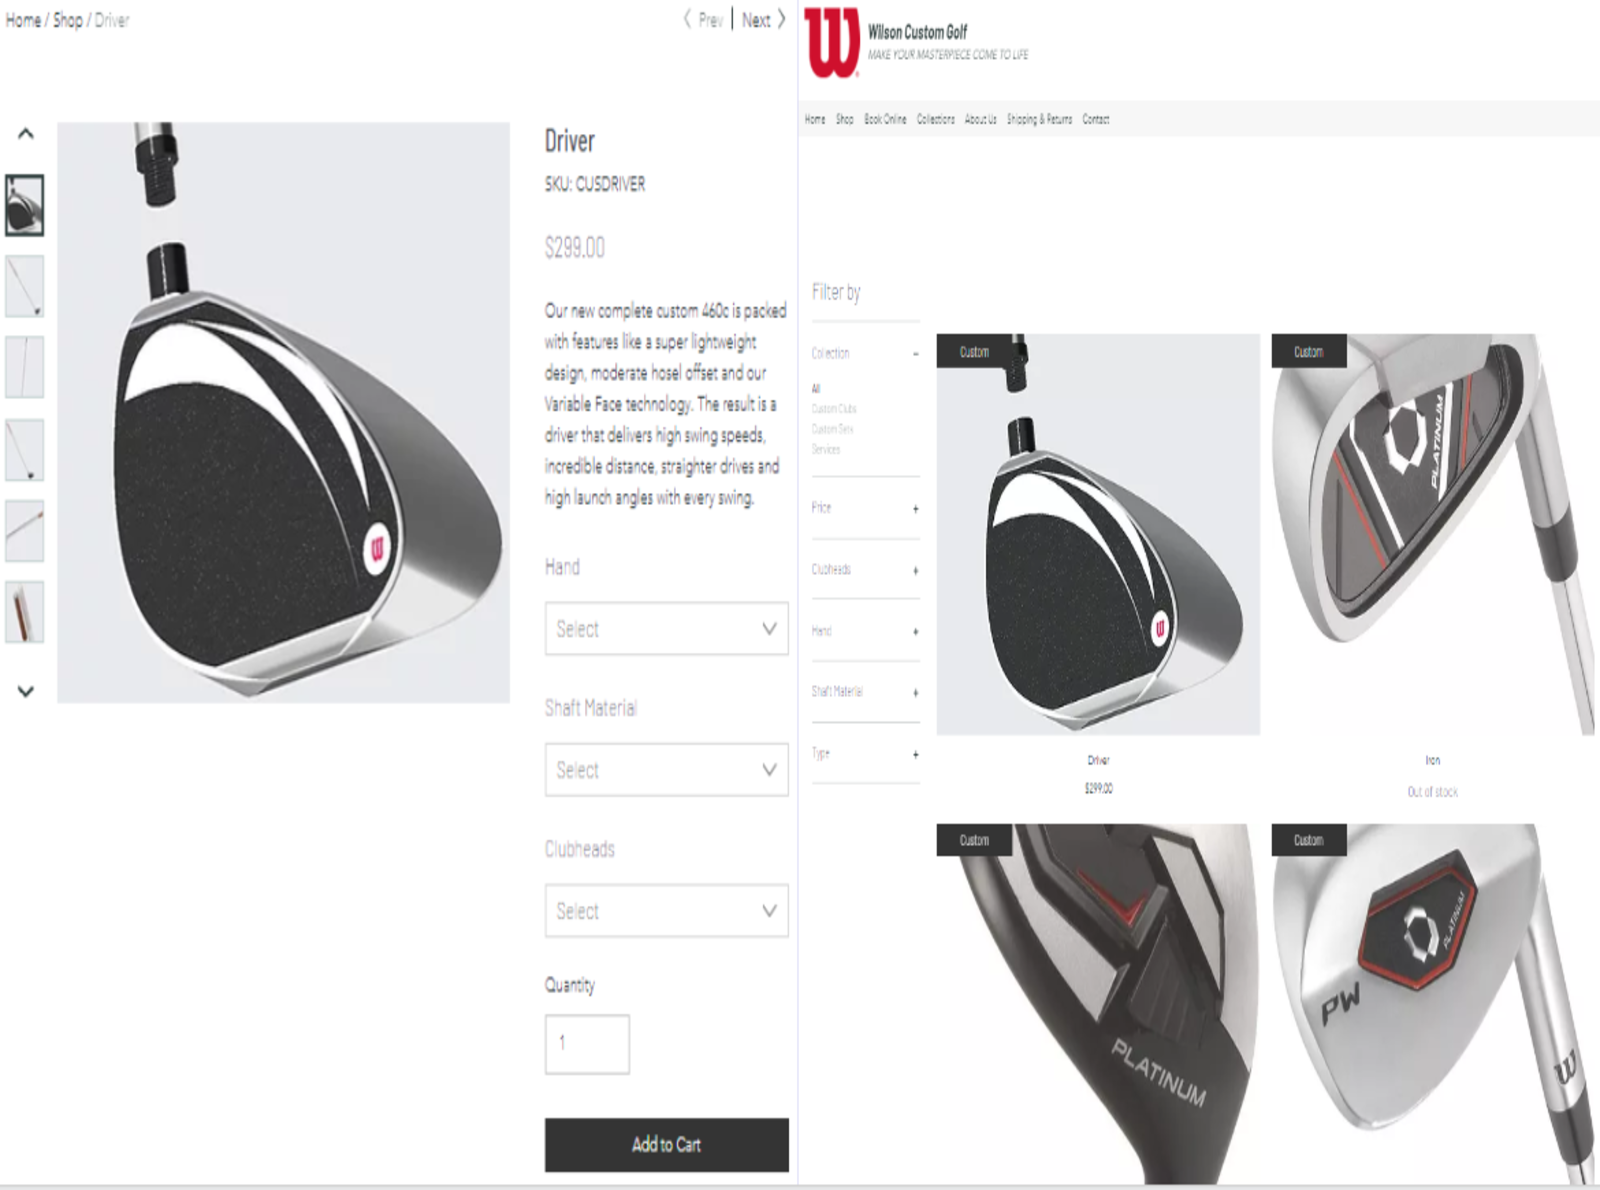 Home / Shop / Driver
Prev | Next
Driver
SKU: CUSDRIVER
$299.00
Our new complete custom 460c is packed
with features like a super lightweight
design, moderate hosel offset and our
Variable Face technology. The result is a
driver that delivers high swing speeds,
incredible distance, straighter drives and
high launch angles with every swing.
Hand
Select
Shaft Material
Select
Clubheads
Select
Quantity
1
Add to Cart
W
Wilson Custom Golf
MAKE YOUR MASTERPIECE COME TO LIFE
Home Shop Book Online Collections About Us Shipping & Returns Contact
Filter by
Collection -
All
Custom Clubs
Custom Serv
Services
Price +
Clubheads +
Hand +
Shaft Material +
Type +
Custom
W
Driver
$299.00
Custom
PLATINUM
Iron
Out of stock
Custom
PLATINUM
Custom
PLATINUM
PW
W